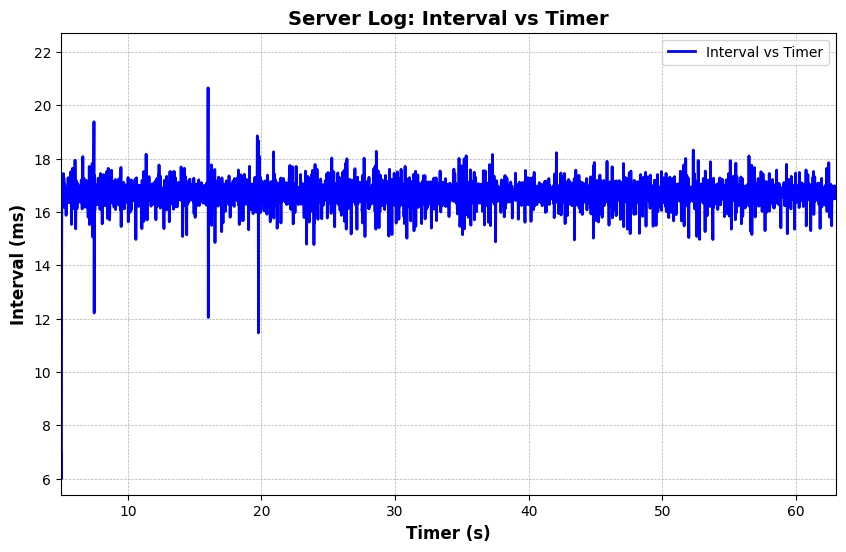 Server Log: Interval vs Timer
Interval vs Timer
22
20
18
16
14
12
10
8
6
Interval (ms)
10 20 30 40 50 60
Timer (s)